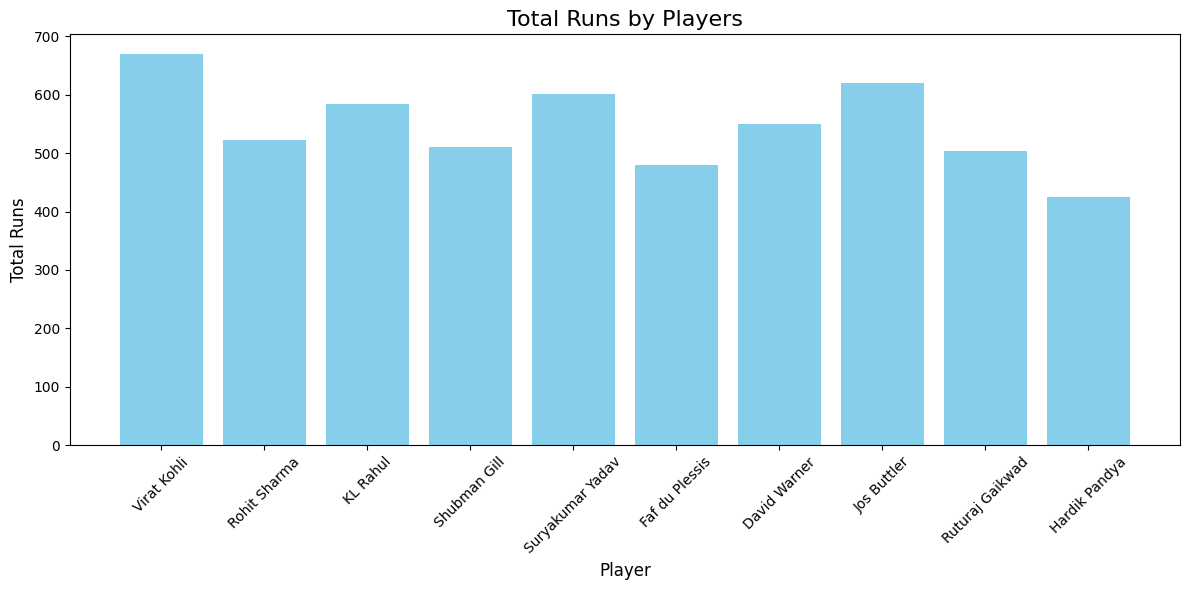 Total Runs by Players
Total Runs
700
600
500
400
300
200
100
0
Virat Kohli
Rohit Sharma
KL Rahul
Shubman Gill
Suryakumar Yadav
Faf du Plessis
David Warner
Jos Buttler
Ruturaj Gaikwad
Hardik Pandya
Player